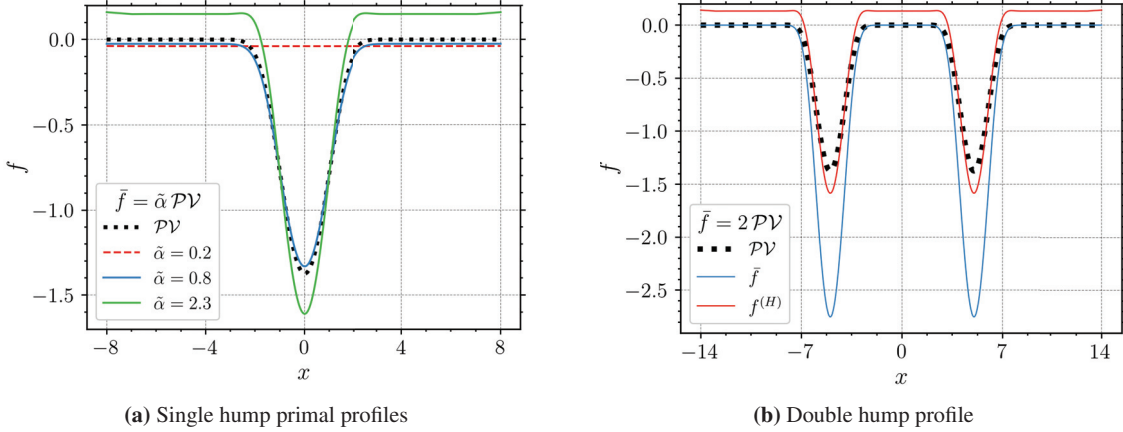 0.0
−0.5
−1.0
−1.5
f
f̄ = α̃ 𝒫𝒱
𝒫𝒱
α̃ = 0.2
α̃ = 0.8
α̃ = 2.3
−8 −4 0 4 8
x
(a) Single hump primal profiles
0.0
−0.5
−1.0
−1.5
−2.0
−2.5
f
f̄ = 2 𝒫𝒱
𝒫𝒱
f̄
f^(H)
−14 −7 0 7 14
x
(b) Double hump profile